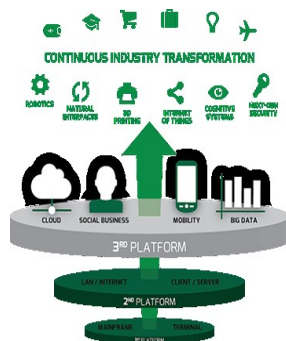 CONTINUOUS INDUSTRY TRANSFORMATION
ROBOTICS
NATURAL INTERFACES
3D PRINTING
INTERNET OF THINGS
COGNITIVE SYSTEMS
NEXT-GEN SECURITY
CLOUD SOCIAL BUSINESS MOBILITY BIG DATA
3RD PLATFORM
LAN / INTERNET CLIENT / SERVER
2ND PLATFORM
MAINFRAME TERMINAL
PLATFORM